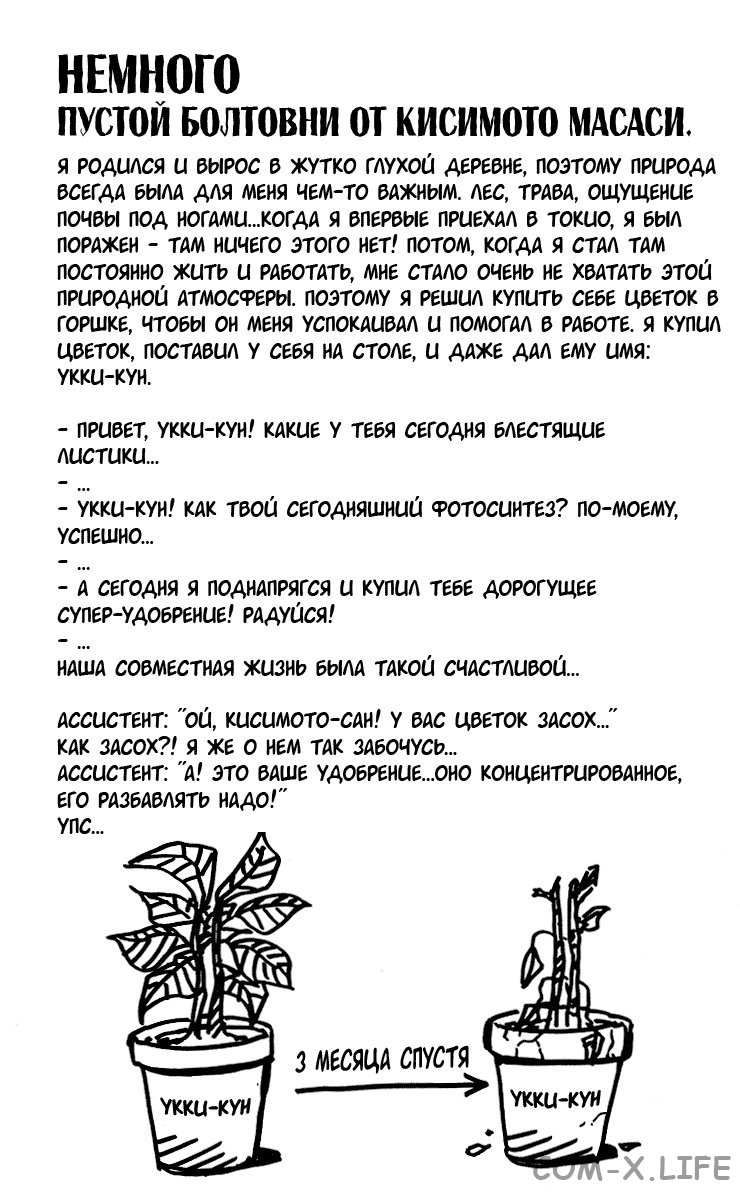 НЕМНОГО
ПУСТОЙ БОЛТОВНИ ОТ КИСИМОТО МАСАСИ.
Я РОДИЛСЯ И ВЫРОС В ЖУТКО ГЛУХОЙ ДЕРЕВНЕ, ПОЭТОМУ ПРИРОДА
ВСЕГДА БЫЛА ДЛЯ МЕНЯ ЧЕМ-ТО ВАЖНЫМ. ЛЕС, ТРАВА, ОЩУЩЕНИЕ
ПОЧВЫ ПОД НОГАМИ...КОГДА Я ВПЕРВЫЕ ПРИЕХАЛ В ТОКИО, Я БЫЛ
ПОРАЖЕН - ТАМ НИЧЕГО ЭТОГО НЕТ! ПОТОМ, КОГДА Я СТАЛ ТАМ
ПОСТОЯННО ЖИТЬ И РАБОТАТЬ, МНЕ СТАЛО ОЧЕНЬ НЕ ХВАТАТЬ ЭТОЙ
ПРИРОДНОЙ АТМОСФЕРЫ. ПОЭТОМУ Я РЕШИЛ КУПИТЬ СЕБЕ ЦВЕТОК В
ГОРШКЕ, ЧТОБЫ ОН МЕНЯ УСПОКАИВАЛ И ПОМОГАЛ В РАБОТЕ. Я КУПИЛ
ЦВЕТОК, ПОСТАВИЛ У СЕБЯ НА СТОЛЕ, И ДАЖЕ ДАЛ ЕМУ ИМЯ:
УККИ-КУН.
- ПРИВЕТ, УККИ-КУН! КАКИЕ У ТЕБЯ СЕГОДНЯ БЛЕСТЯЩИЕ
ЛИСТИКИ...
- ...
- УККИ-КУН! КАК ТВОЙ СЕГОДНЯШНИЙ ФОТОСИНТЕЗ? ПО-МОЕМУ,
УСПЕШНО...
- ...
- А СЕГОДНЯ Я ПОДНАПРЯГСЯ И КУПИЛ ТЕБЕ ДОРОГУЩЕЕ
СУПЕР-УДОБРЕНИЕ! РАДУЙСЯ!
- ...
НАША СОВМЕСТНАЯ ЖИЗНЬ БЫЛА ТАКОЙ СЧАСТЛИВОЙ...
АССИСТЕНТ: "ОЙ, КИСИМОТО-САН! У ВАС ЦВЕТОК ЗАСОХ..."
КАК ЗАСОХ?! Я ЖЕ О НЕМ ТАК ЗАБОЧУСЬ...
АССИСТЕНТ: "А! ЭТО ВАШЕ УДОБРЕНИЕ...ОНО КОНЦЕНТРИРОВАННОЕ,
ЕГО РАЗБАВЛЯТЬ НАДО!"
УПС...
3 МЕСЯЦА СПУСТЯ
УККИ-КУН
УККИ-КУН
COM-X.LIFE